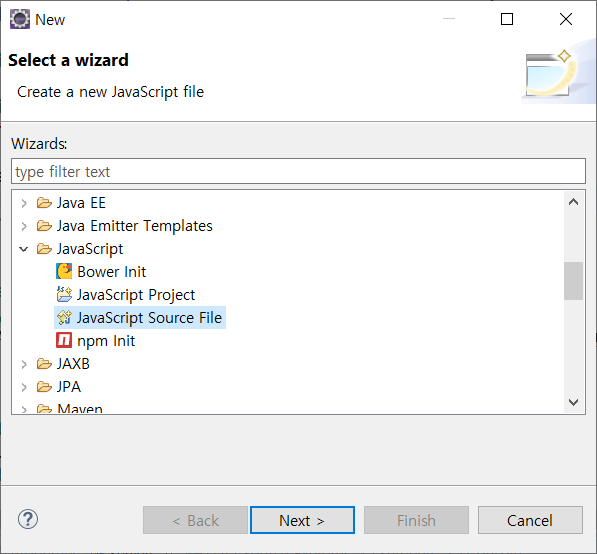 New
Select a wizard
Create a new JavaScript file
Wizards:
type filter text
Java EE
Java Emitter Templates
JavaScript
Bower Init
JavaScript Project
JavaScript Source File
npm Init
JAXB
JPA
Maven
< Back Next > Finish Cancel